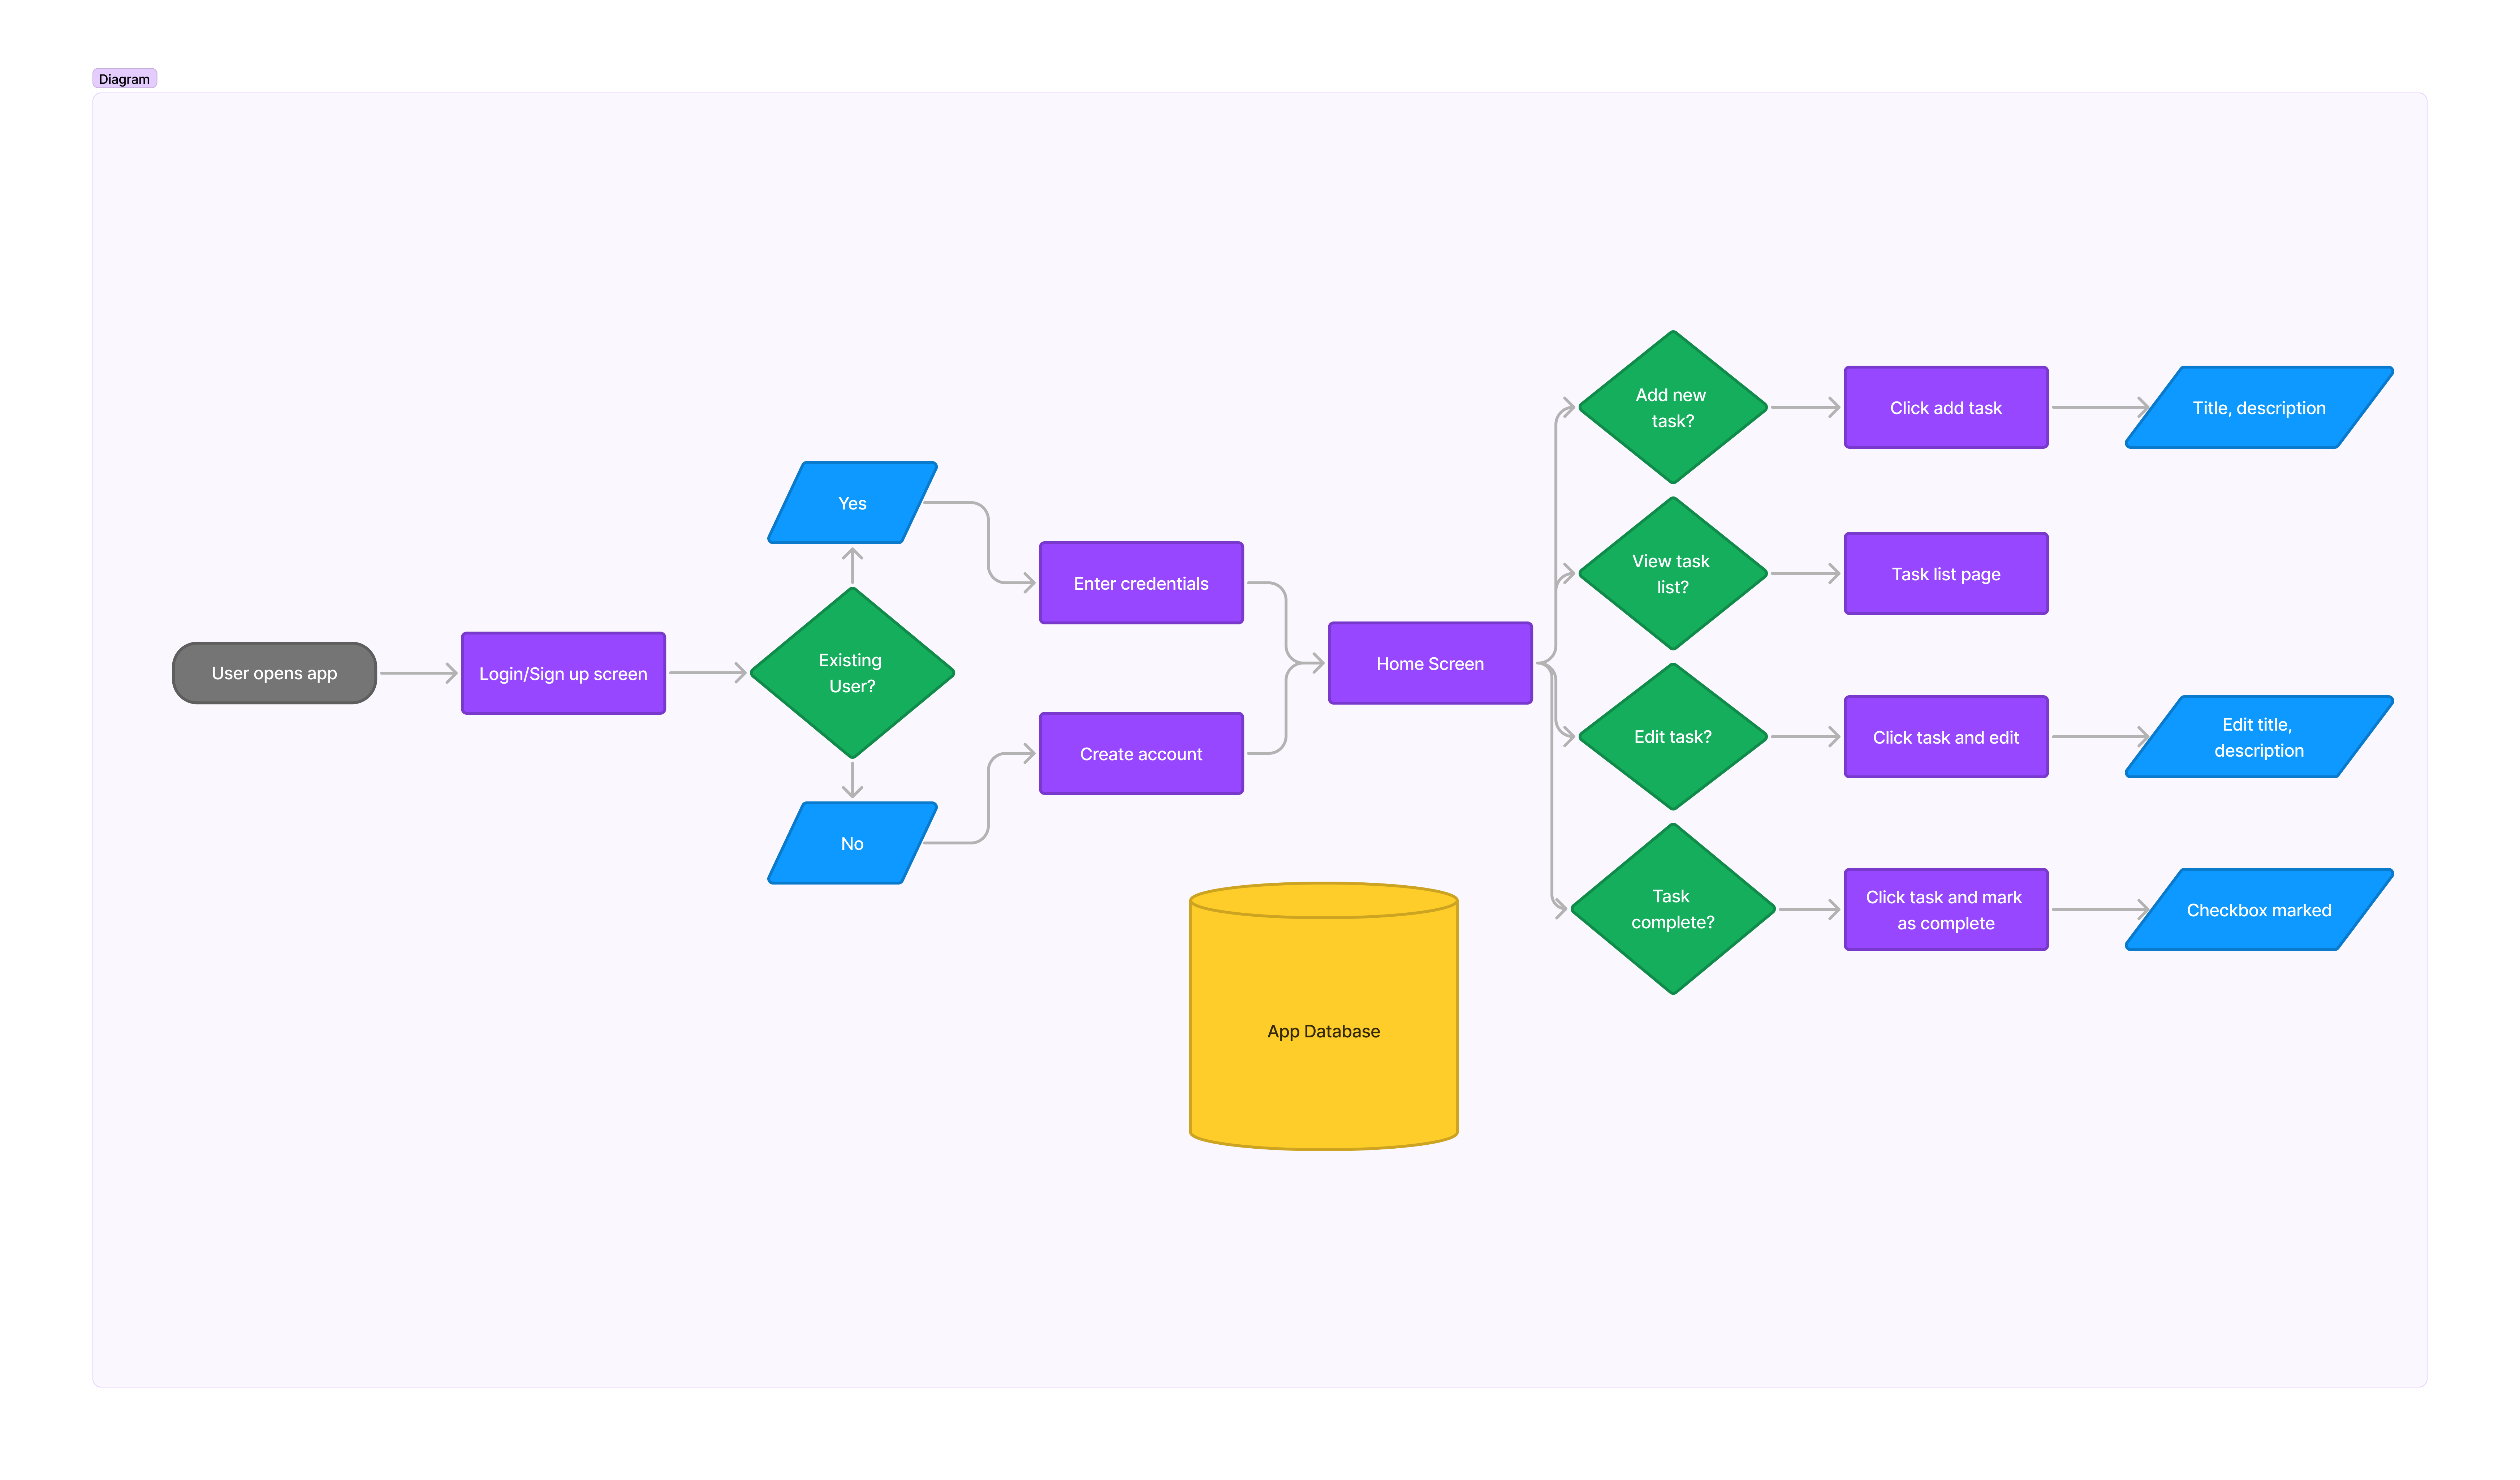 Diagram
User opens app
Login/Sign up screen
Existing
User?
Yes
No
Enter credentials
Create account
Home Screen
App Database
Add new
task?
Click add task
Title, description
View task
list?
Task list page
Edit task?
Click task and edit
Edit title,
description
Task
complete?
Click task and mark
as complete
Checkbox marked